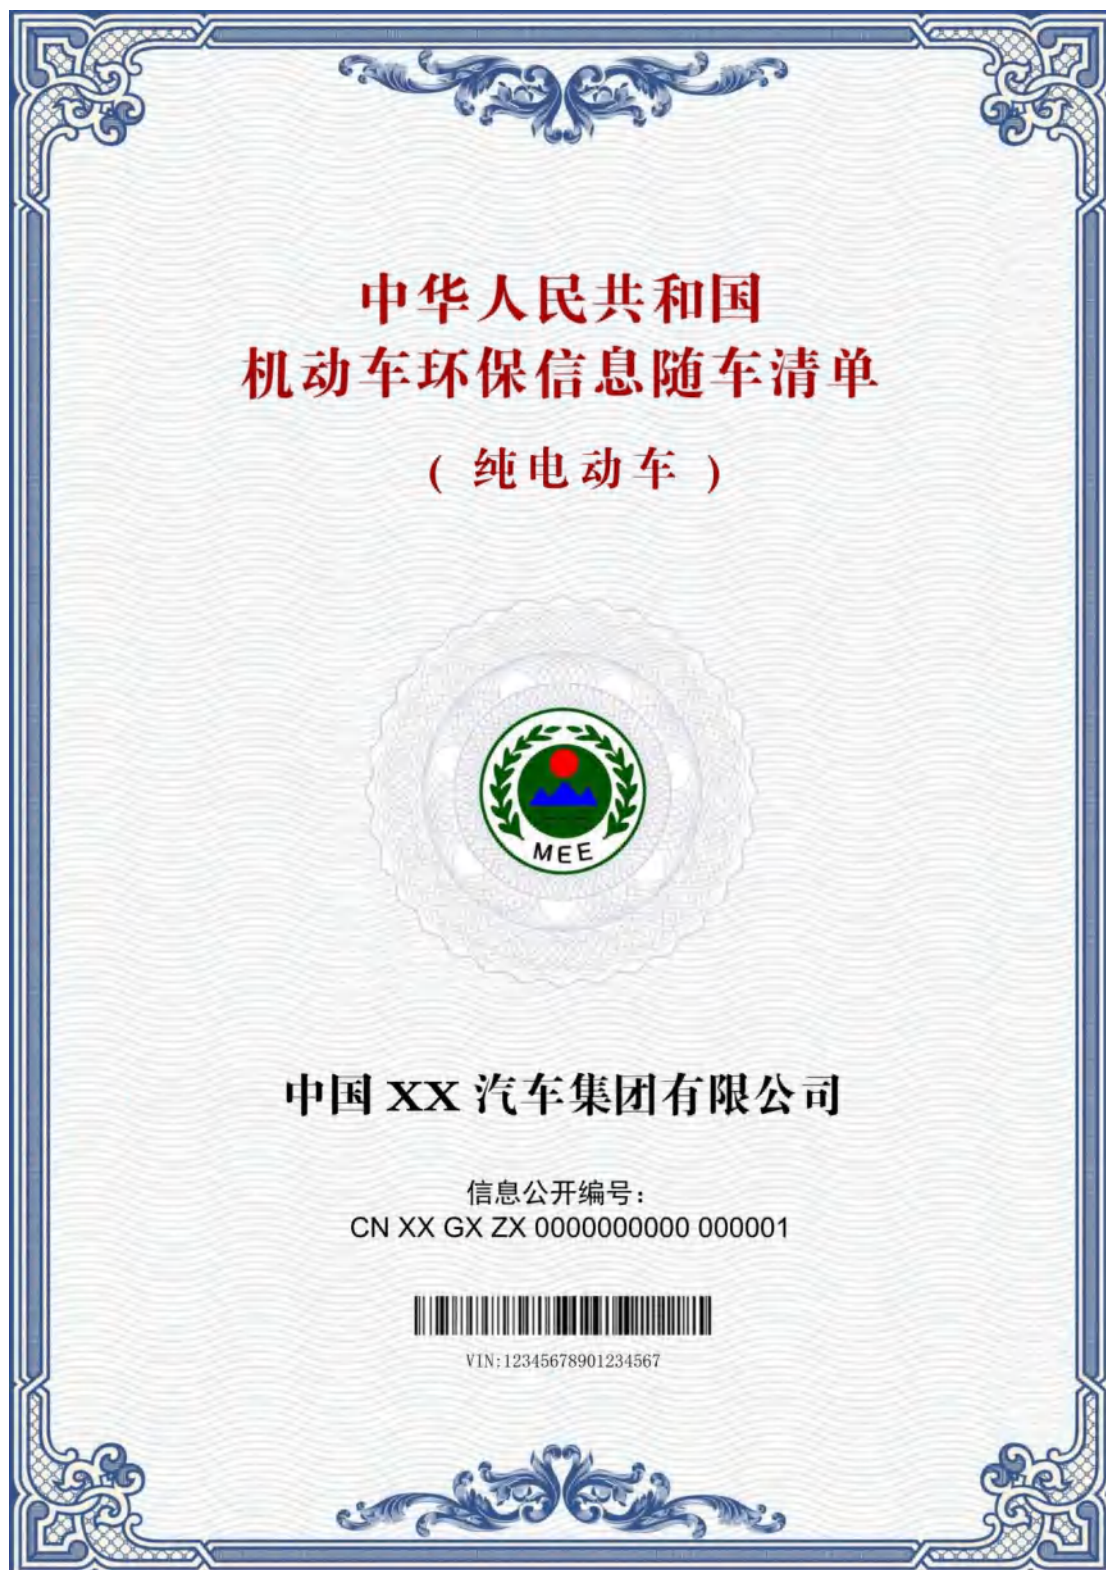 中华人民共和国
机动车环保信息随车清单
( 纯电动车 )
MEE
中国 XX 汽车集团有限公司
信息公开编号：
CN XX GX ZX 0000000000 000001
VIN:12345678901234567